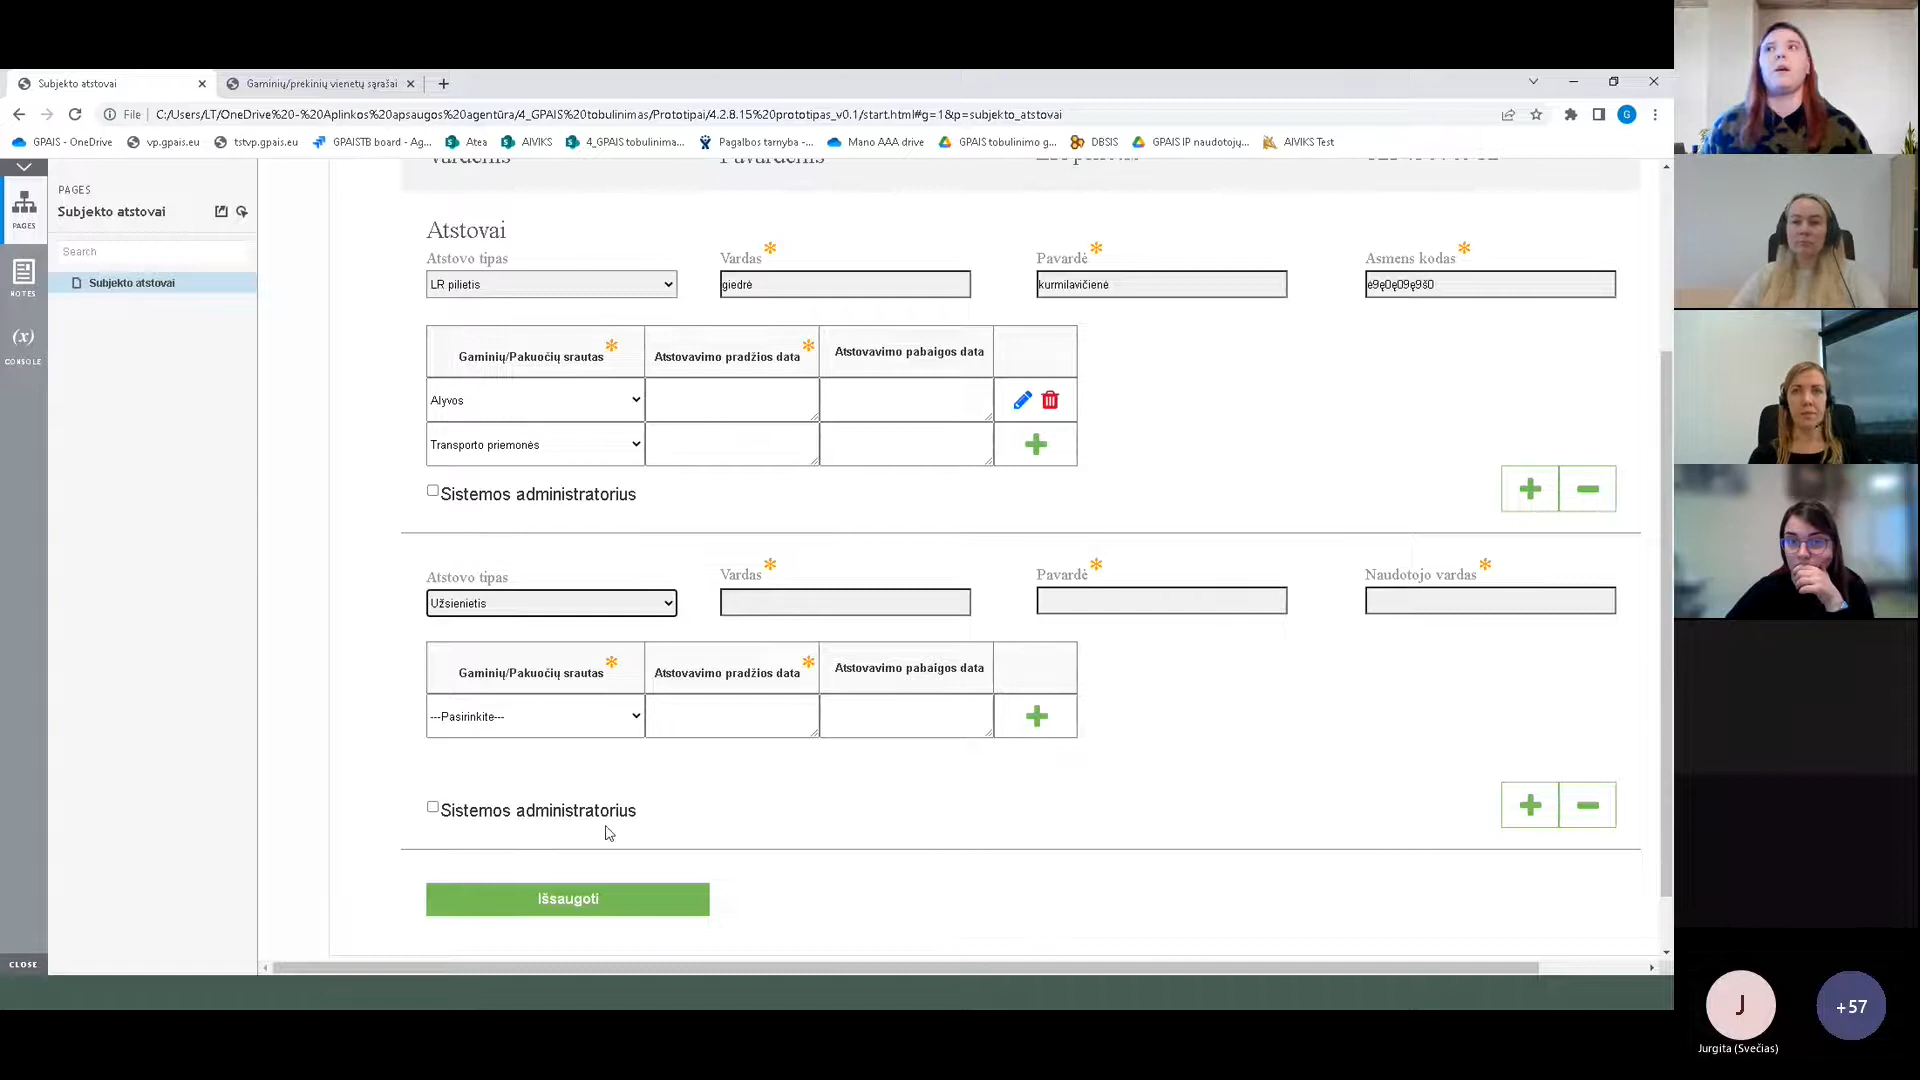 Subjekto atstovai
Gaminių/prekinių vienetų sąrašai
File
C:/Users/LT/OneDrive%20-%20Aplinkos%20apsaugos%20agentūra/4_GPAIS%20tobulinimas/Prototipai/4.2.8.15%20prototipas_v0.1/start.html#g=1&p=subjekto_atstovai
G
GPAIS - OneDrive
vp.gpais.eu
tstvp.gpais.eu
GPAISTB board - Ag...
Atea
AIVIKS
4_GPAIS tobulinima...
Pagalbos tarnyba -...
Mano AAA drive
GPAIS tobulinimo g...
DBSIS
GPAIS IP naudotojų...
AIVIKS Test
PAGES
NOTES
(x)
CONSOLE
CLOSE
PAGES
Subjekto atstovai
Search
Subjekto atstovai
Vardenis Pavardenis
Atstovai
Atstovo tipas Vardas * Pavardė * Asmens kodas *
LR pilietis giedrė kurmilavičienė ė9ę0ę09ę9š0
Gaminių/Pakuočių srautas * Atstovavimo pradžios data * Atstovavimo pabaigos data
Alyvos
Transporto priemonės
Sistemos administratorius
Atstovo tipas Vardas * Pavardė * Naudotojo vardas *
Užsienietis
Gaminių/Pakuočių srautas * Atstovavimo pradžios data * Atstovavimo pabaigos data
---Pasirinkite---
Sistemos administratorius
Išsaugoti
J
+57
Jurgita (Svečias)